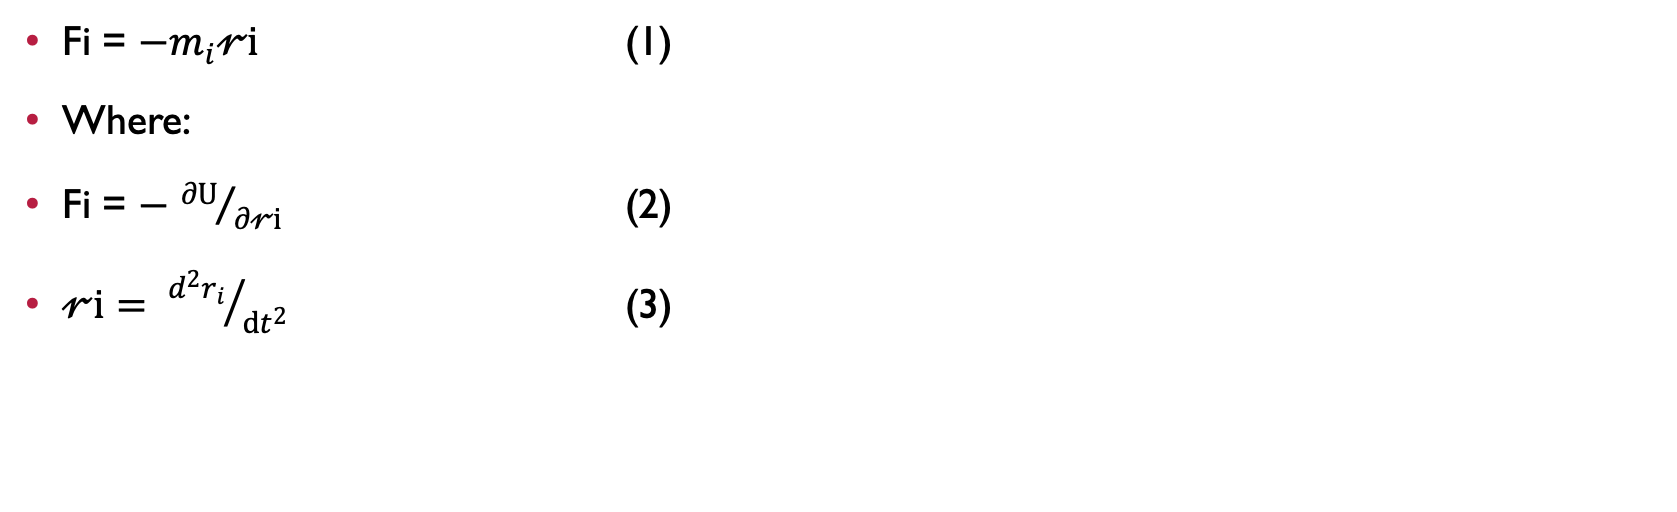 • Fi = −𝑚ᵢ𝓇i (1)
• Where:
• Fi = − ∂U/∂𝓇i (2)
• 𝓇i = 𝑑²𝑟ᵢ/d𝑡² (3)